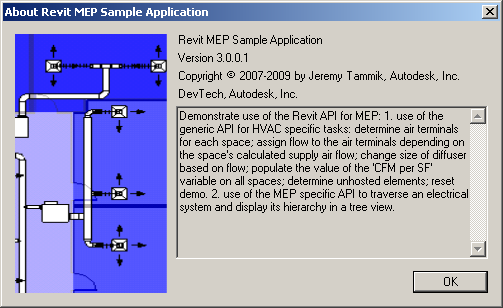 About Revit MEP Sample Application
Revit MEP Sample Application
Version 3.0.0.1
Copyright © 2007-2009 by Jeremy Tammik, Autodesk, Inc.
DevTech, Autodesk, Inc.
Demonstrate use of the Revit API for MEP: 1. use of the
generic API for HVAC specific tasks: determine air terminals
for each space; assign flow to the air terminals depending on
the space's calculated supply air flow; change size of diffuser
based on flow; populate the value of the 'CFM per SF'
variable on all spaces; determine unhosted elements; reset
demo. 2. use of the MEP specific API to traverse an electrical
system and display its hierarchy in a tree view.
OK